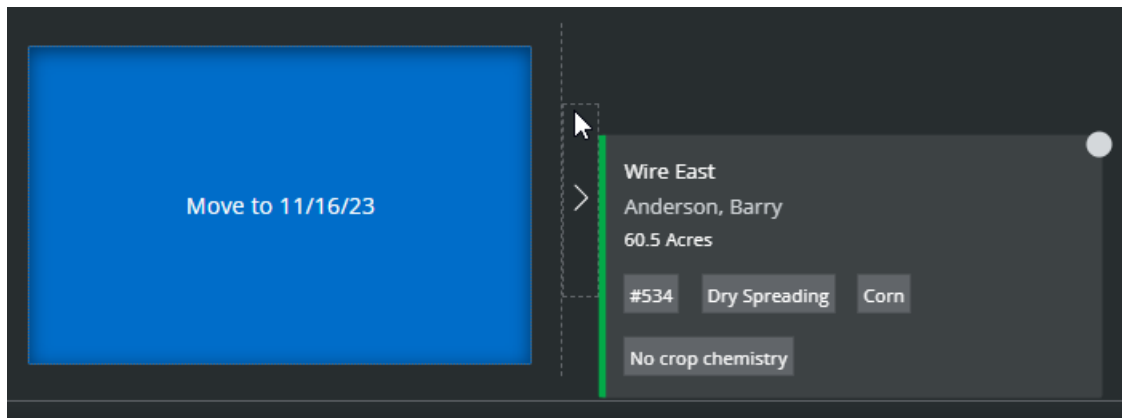 Move to 11/16/23
Wire East
Anderson, Barry
60.5 Acres
#534 Dry Spreading Corn
No crop chemistry